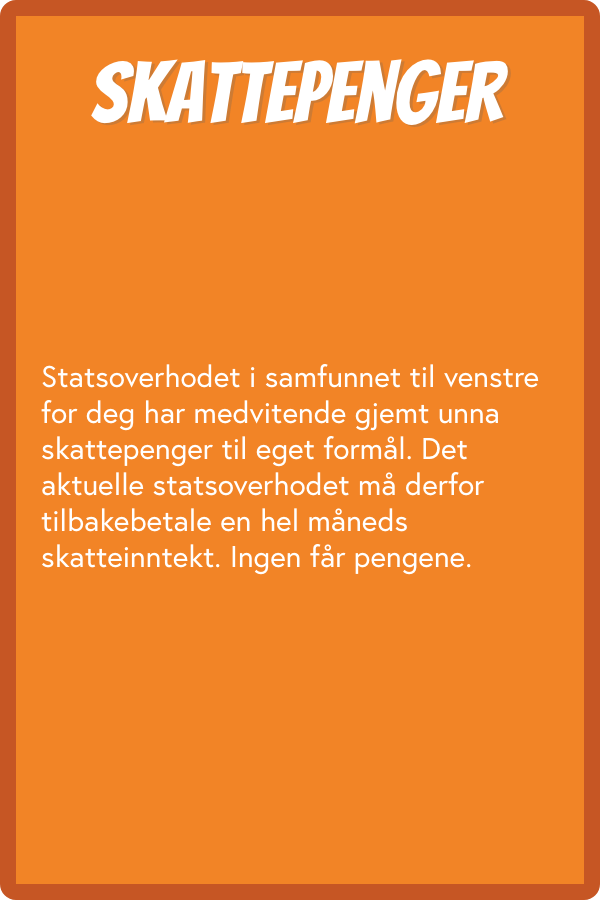 SKATTEPENGER
Statsoverhodet i samfunnet til venstre
for deg har medvitende gjemt unna
skattepenger til eget formål. Det
aktuelle statsoverhodet må derfor
tilbakebetale en hel måneds
skatteinntekt. Ingen får pengene.